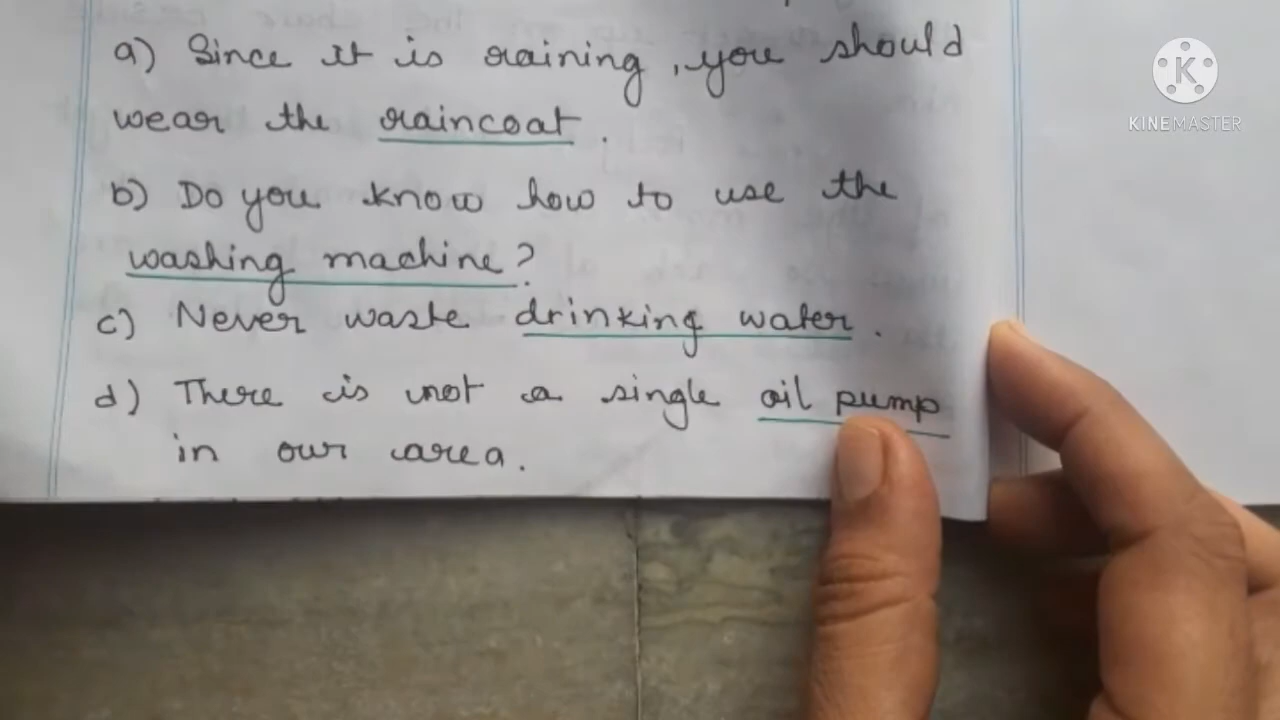 a) Since it is raining, you should
wear the raincoat.
b) Do you know how to use the
washing machine?
c) Never waste drinking water.
d) There is not a single oil pump
in our area.
K
KINEMASTER